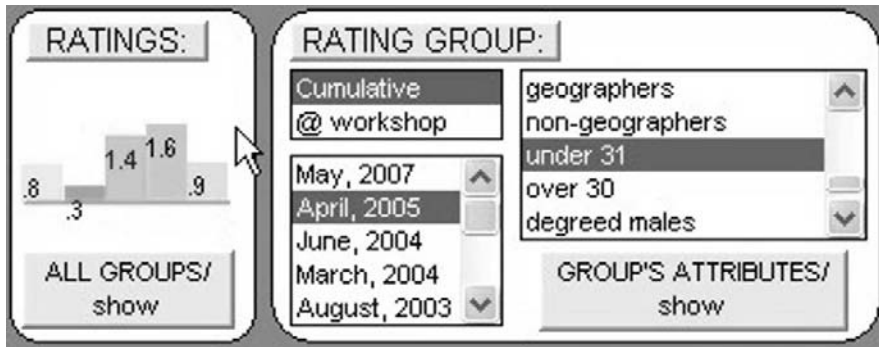 RATINGS:
.8
.3
1.4
1.6
.9
ALL GROUPS/
show
RATING GROUP:
Cumulative
@ workshop
May, 2007
April, 2005
June, 2004
March, 2004
August, 2003
geographers
non-geographers
under 31
over 30
degreed males
GROUP'S ATTRIBUTES/
show